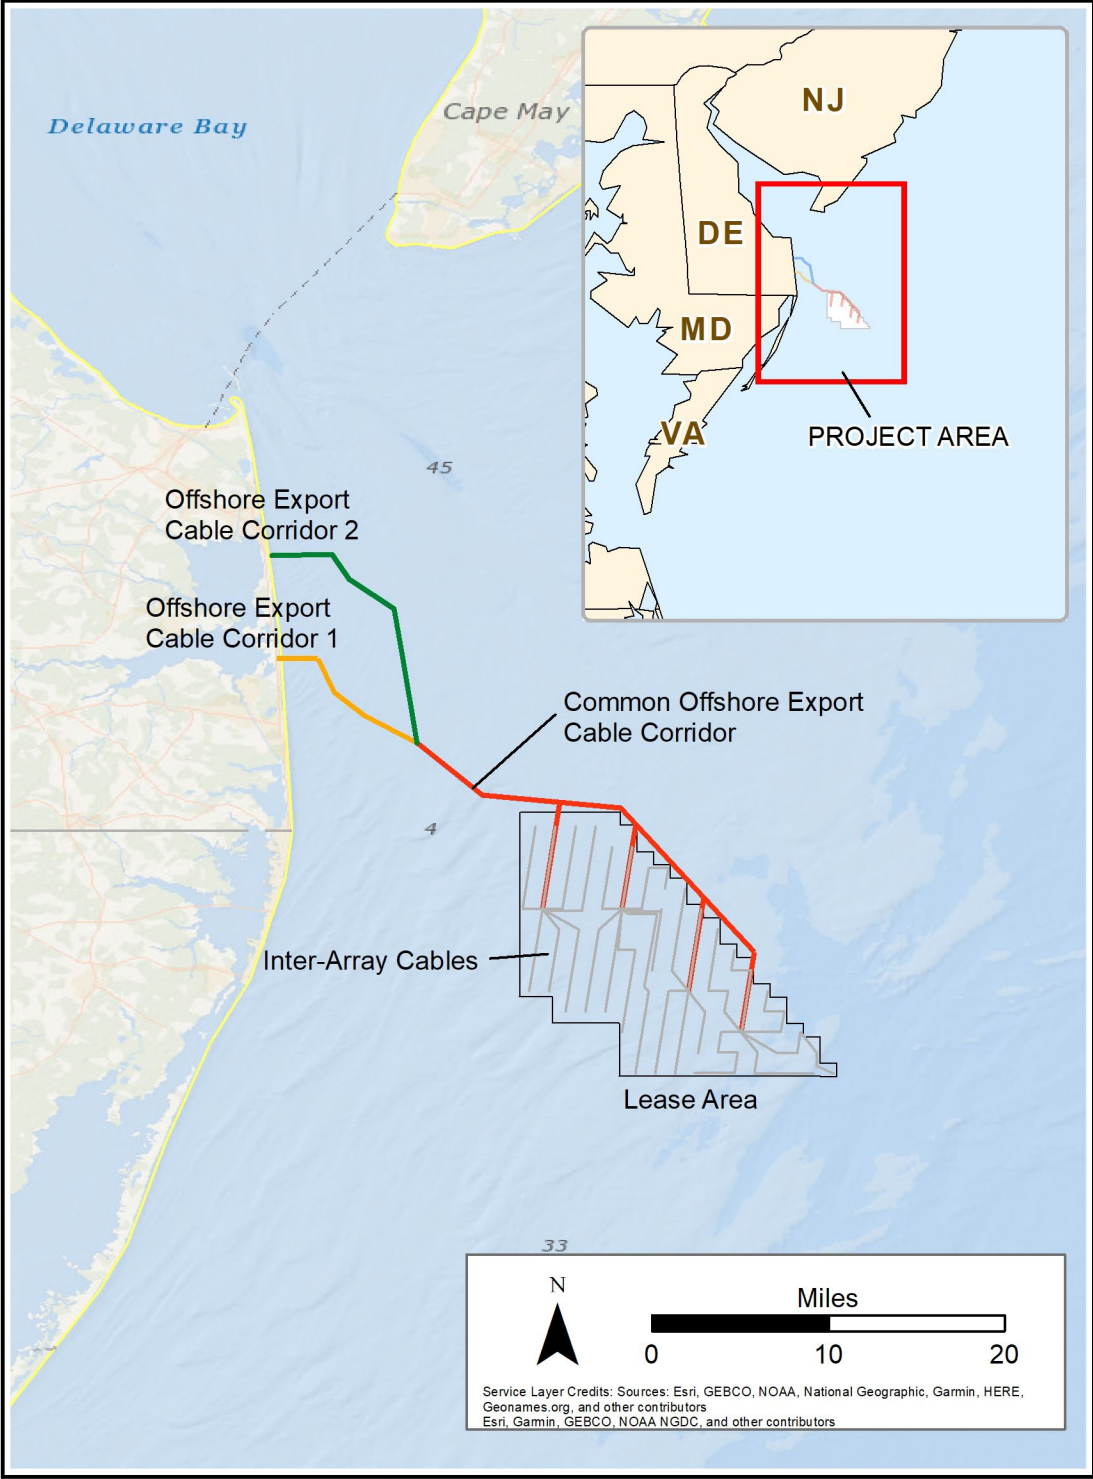 Delaware Bay
Cape May
NJ
DE
MD
VA
PROJECT AREA
45
Offshore Export
Cable Corridor 2
Offshore Export
Cable Corridor 1
Common Offshore Export
Cable Corridor
4
Inter-Array Cables
Lease Area
33
N
Miles
0 10 20
Service Layer Credits: Sources: Esri, GEBCO, NOAA, National Geographic, Garmin, HERE,
Geonames.org, and other contributors
Esri, Garmin, GEBCO, NOAA NGDC, and other contributors